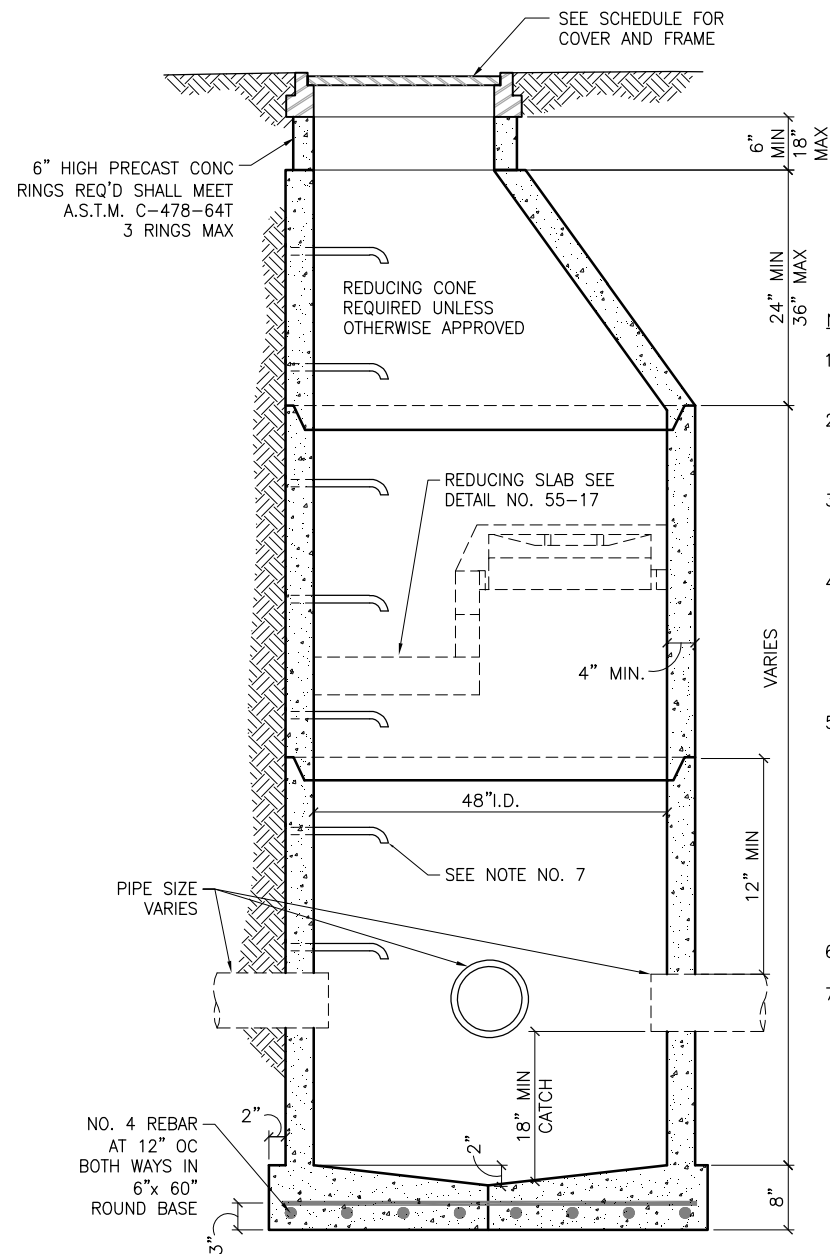 SEE SCHEDULE FOR
COVER AND FRAME
6" MIN
18" MAX
6" HIGH PRECAST CONC
RINGS REQ'D SHALL MEET
A.S.T.M. C-478-64T
3 RINGS MAX
24" MIN
36" MAX
REDUCING CONE
REQUIRED UNLESS
OTHERWISE APPROVED
1
2
REDUCING SLAB SEE
DETAIL NO. 55-17
3
4
VARIES
4" MIN.
5
48"I.D.
12" MIN
SEE NOTE NO. 7
PIPE SIZE
VARIES
6
7
18" MIN
CATCH
2"
2"
NO. 4 REBAR
AT 12" OC
BOTH WAYS IN
6"x 60"
ROUND BASE
8"
3"